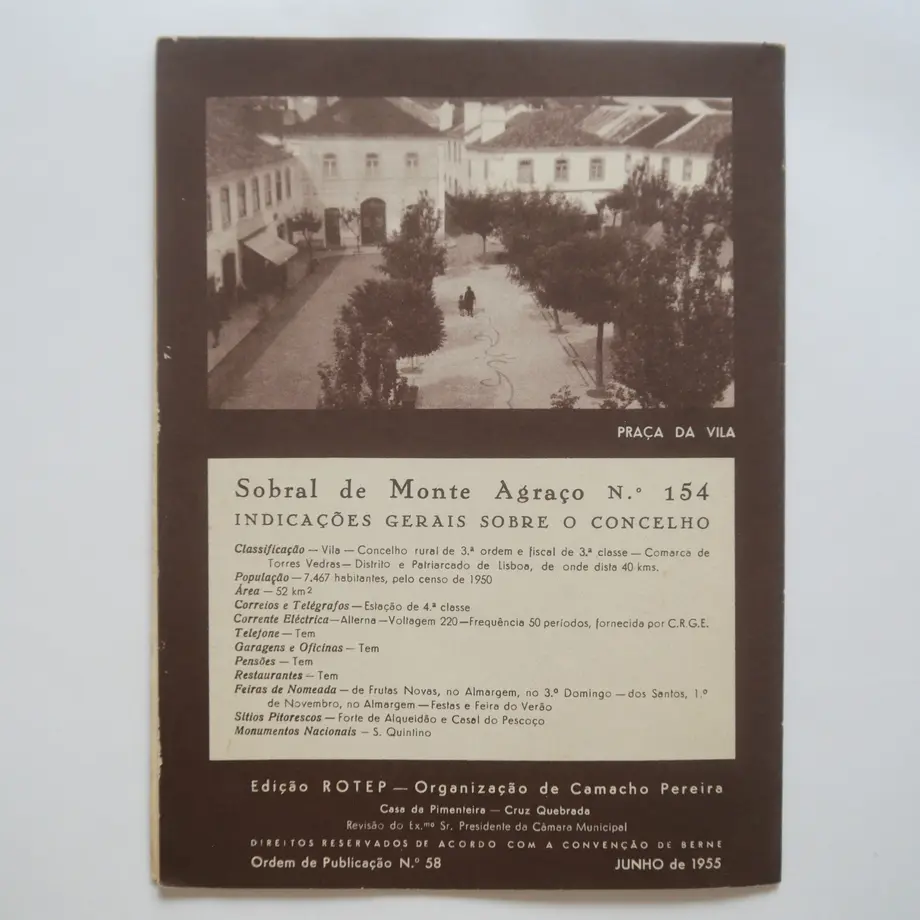 PRAÇA DA VILA
Sobral de Monte Agraço N.º 154
INDICAÇÕES GERAIS SOBRE O CONCELHO
Classificação — Vila — Concelho rural de 3.ª ordem e fiscal de 3.ª classe — Comarca de
Torres Vedras — Distrito e Patriarcado de Lisboa, de onde dista 40 kms.
População — 7.467 habitantes, pelo censo de 1950
Área — 52 km²
Correios e Telégrafos — Estação de 4.ª classe
Corrente Eléctrica — Alterna — Voltagem 220 — Frequência 50 períodos, fornecida por C.R.G.E.
Telefone — Tem
Garagens e Oficinas — Tem
Pensões — Tem
Restaurantes — Tem
Feiras de Nomeada — de Frutas Novas, no Almargem, no 3.º Domingo — dos Santos, 1.º
de Novembro, no Almargem — Festas e Feira do Verão
Sítios Pitorescos — Forte de Alqueidão e Casal do Pescoço
Monumentos Nacionais — S. Quintino
Edição ROTEP — Organização de Camacho Pereira
Casa da Pimenteira — Cruz Quebrada
Revisão do Ex.mo Sr. Presidente da Câmara Municipal
DIREITOS RESERVADOS DE ACORDO COM A CONVENÇÃO DE BERNE
Ordem de Publicação N.º 58
JUNHO de 1955